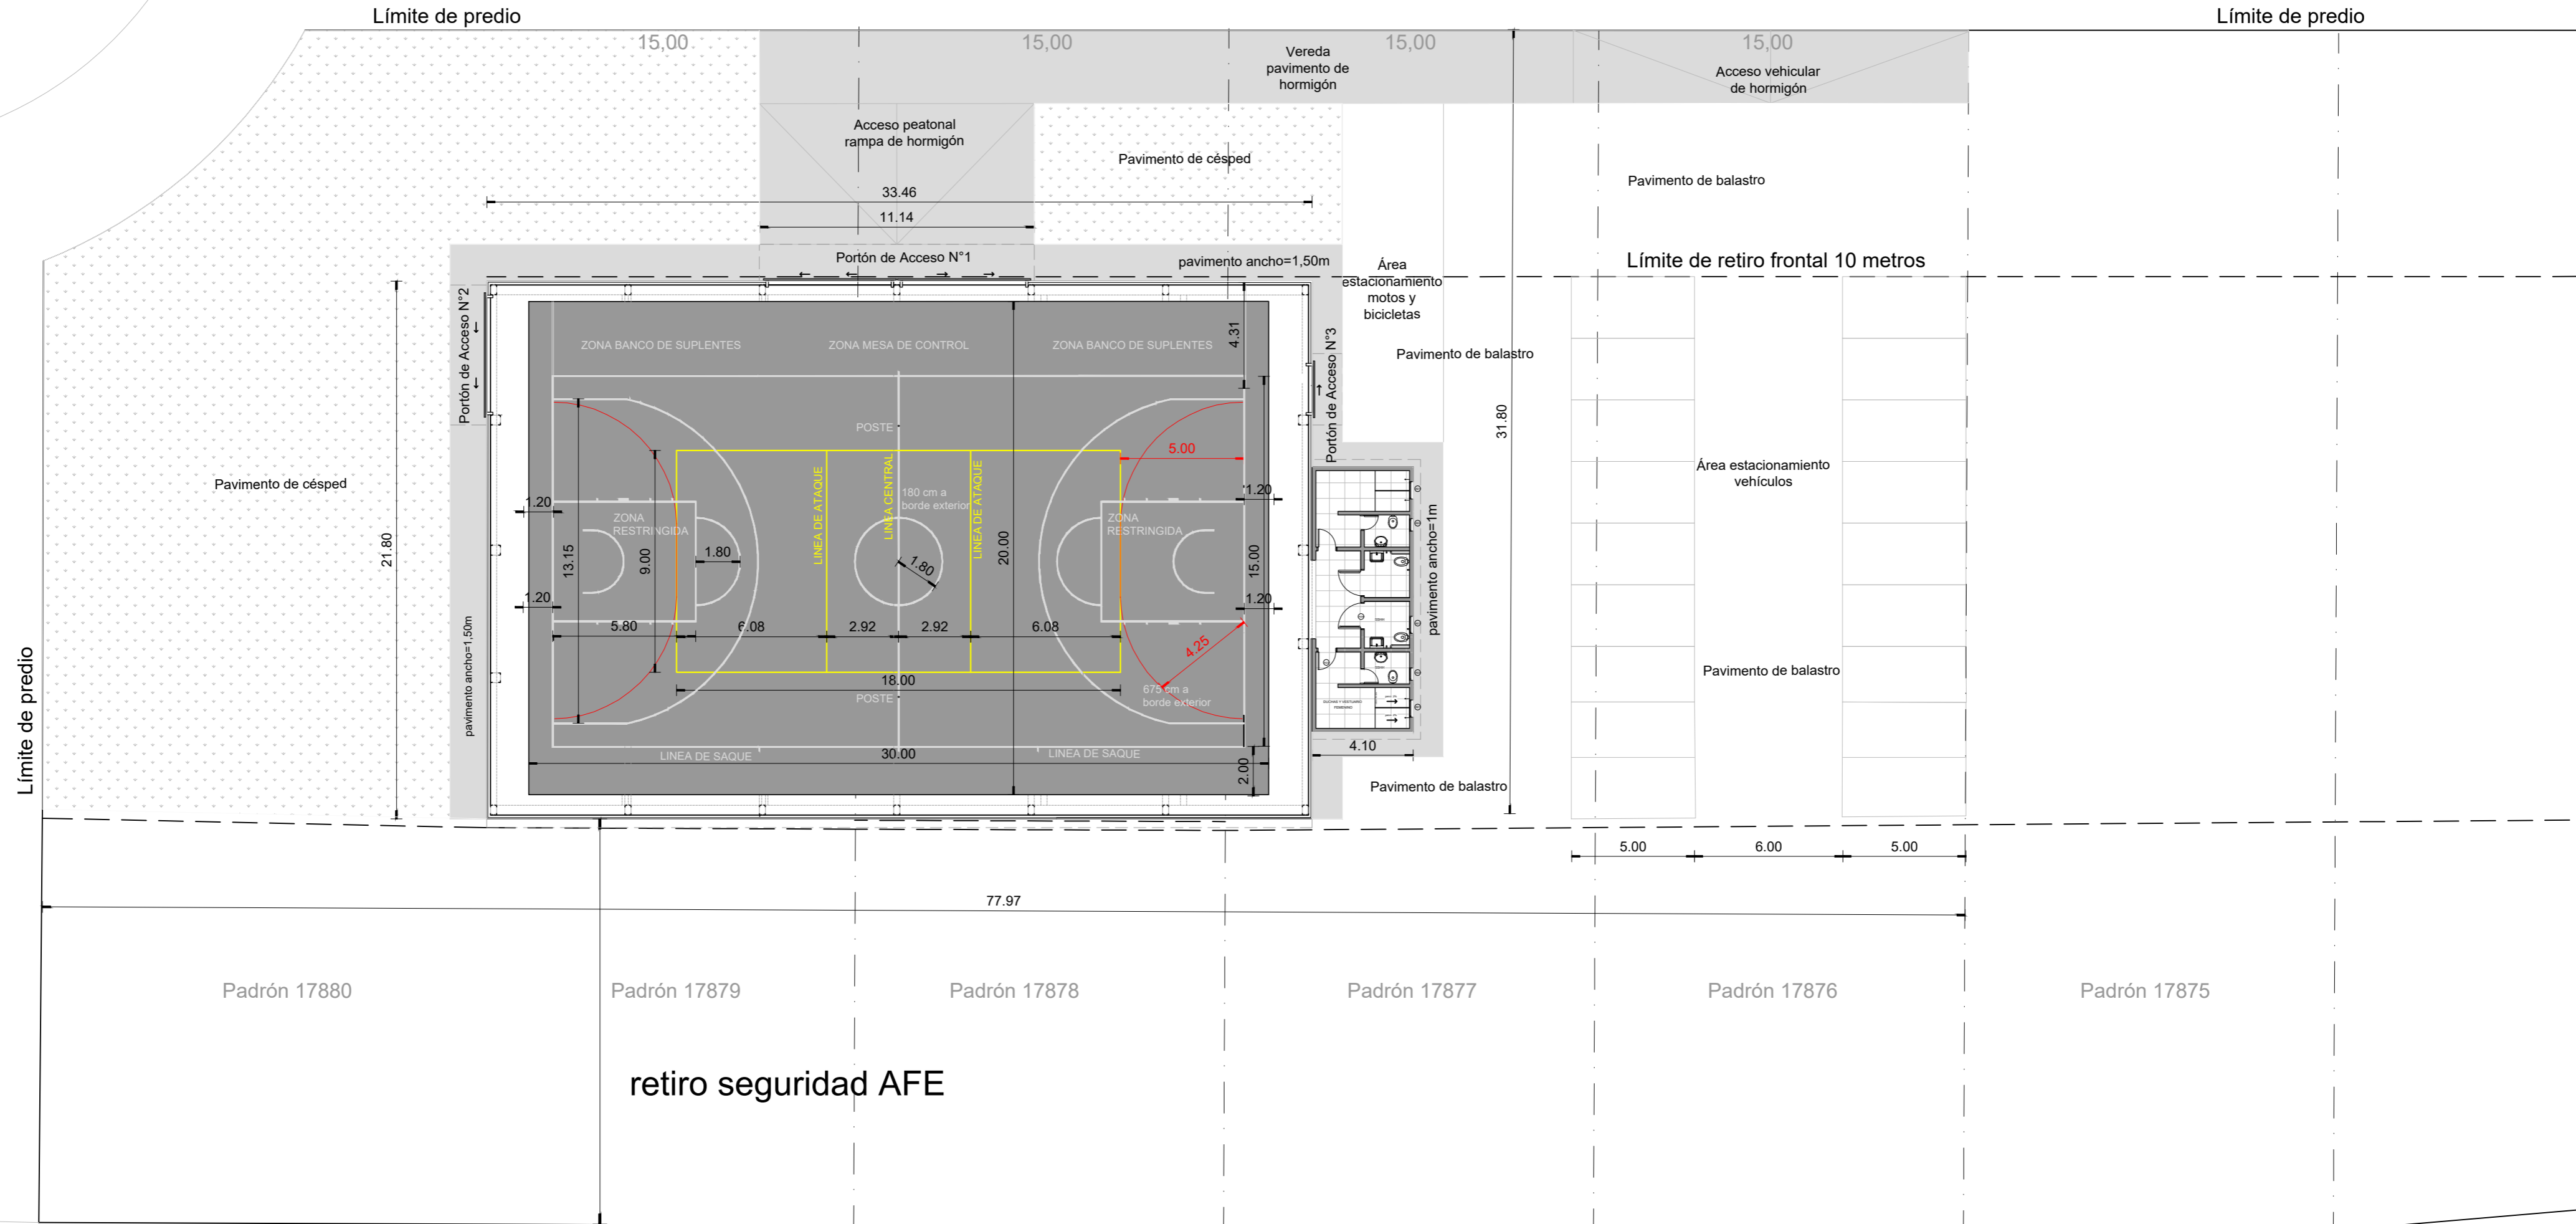 Límite de predio
Límite de predio
15,00
15,00
15,00
15,00
Vereda
pavimento de
hormigón
Acceso vehicular
de hormigón
Acceso peatonal
rampa de hormigón
Pavimento de césped
Pavimento de balastro
33.46
11.14
Portón de Acceso N°1
pavimento ancho=1,50m
Límite de retiro frontal 10 metros
Área
estacionamiento
motos y
bicicletas
Portón de Acceso N°2
Portón de Acceso N°3
4.31
ZONA BANCO DE SUPLENTES
ZONA MESA DE CONTROL
ZONA BANCO DE SUPLENTES
Pavimento de balastro
31.80
POSTE
5.00
Pavimento de césped
Área estacionamiento
vehículos
21.80
1.20
ZONA
RESTRINGIDA
LINEA DE ATAQUE
LINEA CENTRAL
LINEA DE ATAQUE
180 cm a
borde exterior
ZONA
RESTRINGIDA
1.20
13.15
9.00
1.80
1.80
20.00
15.00
pavimento ancho=1m
1.20
1.20
5.80
6.08
2.92
2.92
6.08
4.25
pavimento ancho=1,50m
Límite de predio
18.00
POSTE
675 cm a
borde exterior
Pavimento de balastro
LINEA DE SAQUE
30.00
LINEA DE SAQUE
2.00
4.10
Pavimento de balastro
5.00
6.00
5.00
77.97
Padrón 17880
Padrón 17879
Padrón 17878
Padrón 17877
Padrón 17876
Padrón 17875
retiro seguridad AFE